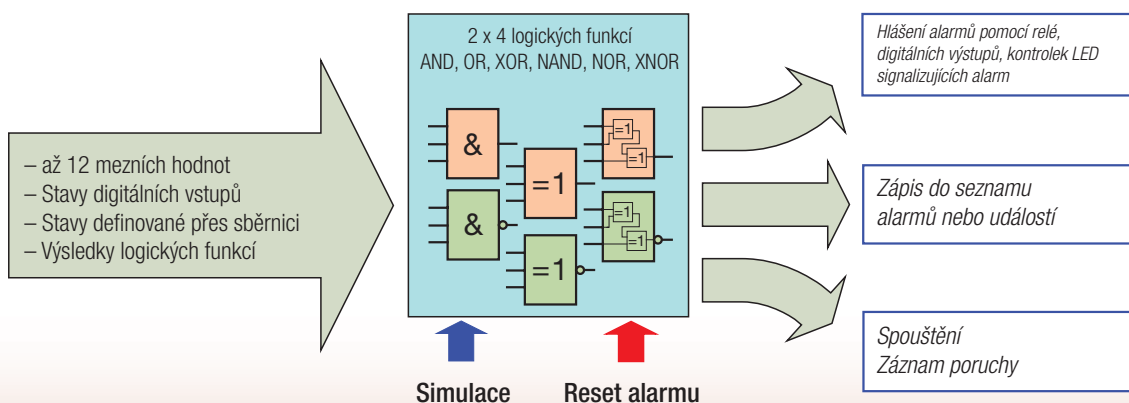 – až 12 mezních hodnot
– Stavy digitálních vstupů
– Stavy definované přes sběrnici
– Výsledky logických funkcí
2 x 4 logických funkcí
AND, OR, XOR, NAND, NOR, XNOR
&
=1
=1
=1
&
=1
=1
=1
Simulace
Reset alarmu
Hlášení alarmů pomocí relé,
digitálních výstupů, kontrolek LED
signalizujících alarm
Zápis do seznamu
alarmů nebo událostí
Spouštění
Záznam poruchy